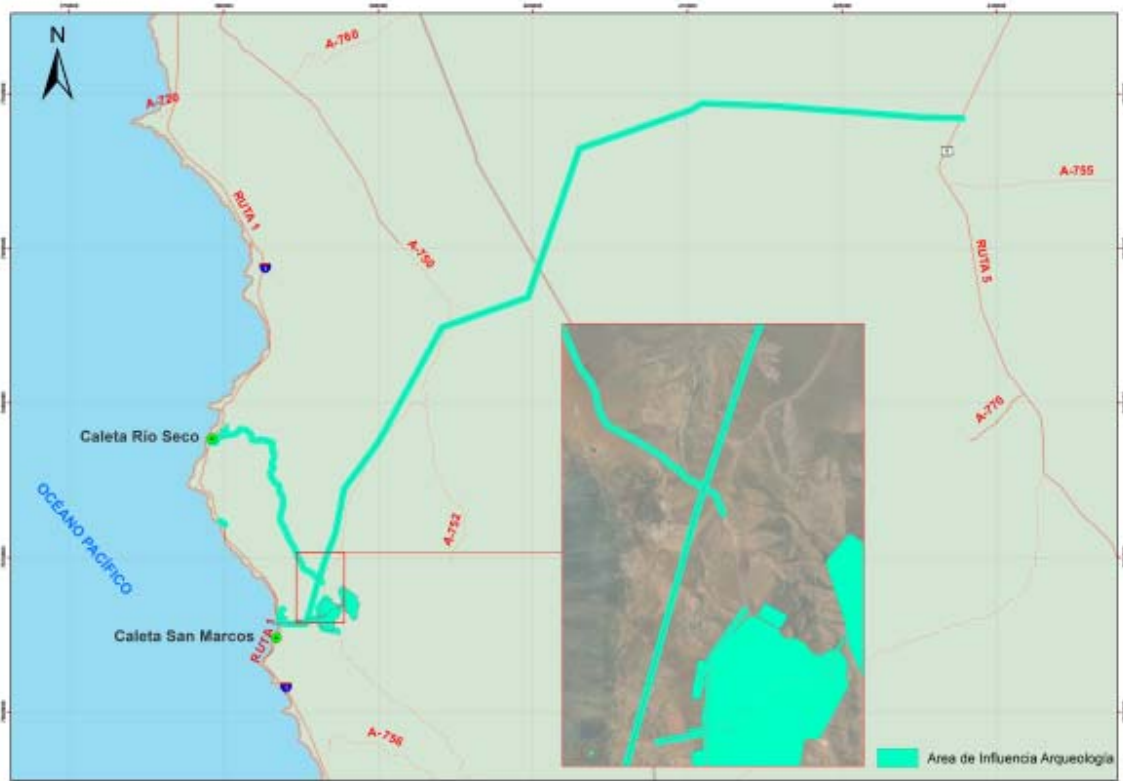 N
A-760
A-720
RUTA 1
A-750
A-755
RUTA 5
A-770
Caleta Río Seco
OCÉANO PACÍFICO
A-752
Caleta San Marcos
RUTA 1
A-756
Area de Influencia Arqueología